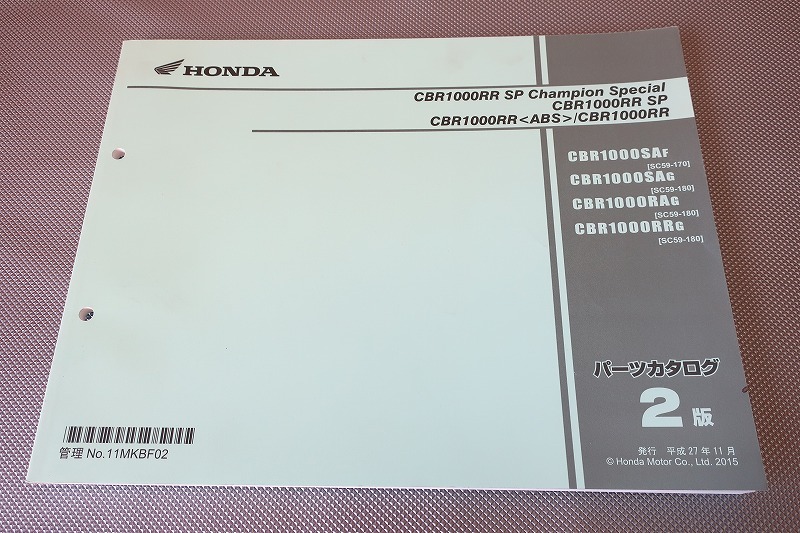 HONDA
CBR1000RR SP Champion Special
CBR1000RR SP
CBR1000RR<ABS>/CBR1000RR
CBR1000SAF
[SC59-170]
CBR1000SAG
[SC59-180]
CBR1000RAG
[SC59-180]
CBR1000RRG
[SC59-180]
パーツカタログ
2版
発行 平成27年11月
© Honda Motor Co., Ltd. 2015
管理 No.11MKBF02